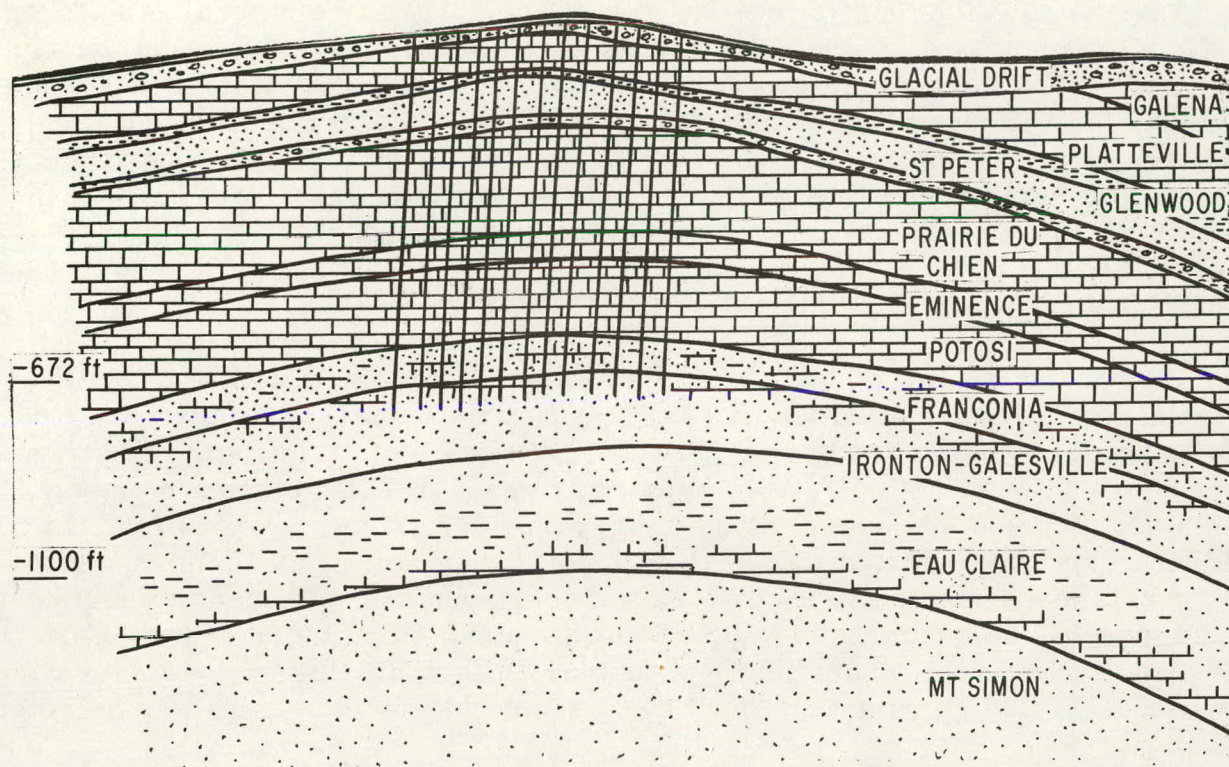 GLACIAL DRIFT
GALENA
PLATTEVILLE
ST PETER
GLENWOOD
PRAIRIE DU
CHIEN
EMINENCE
POTOSI
-672 ft
FRANCONIA
IRONTON-GALESVILLE
-1100 ft
EAU CLAIRE
MT SIMON